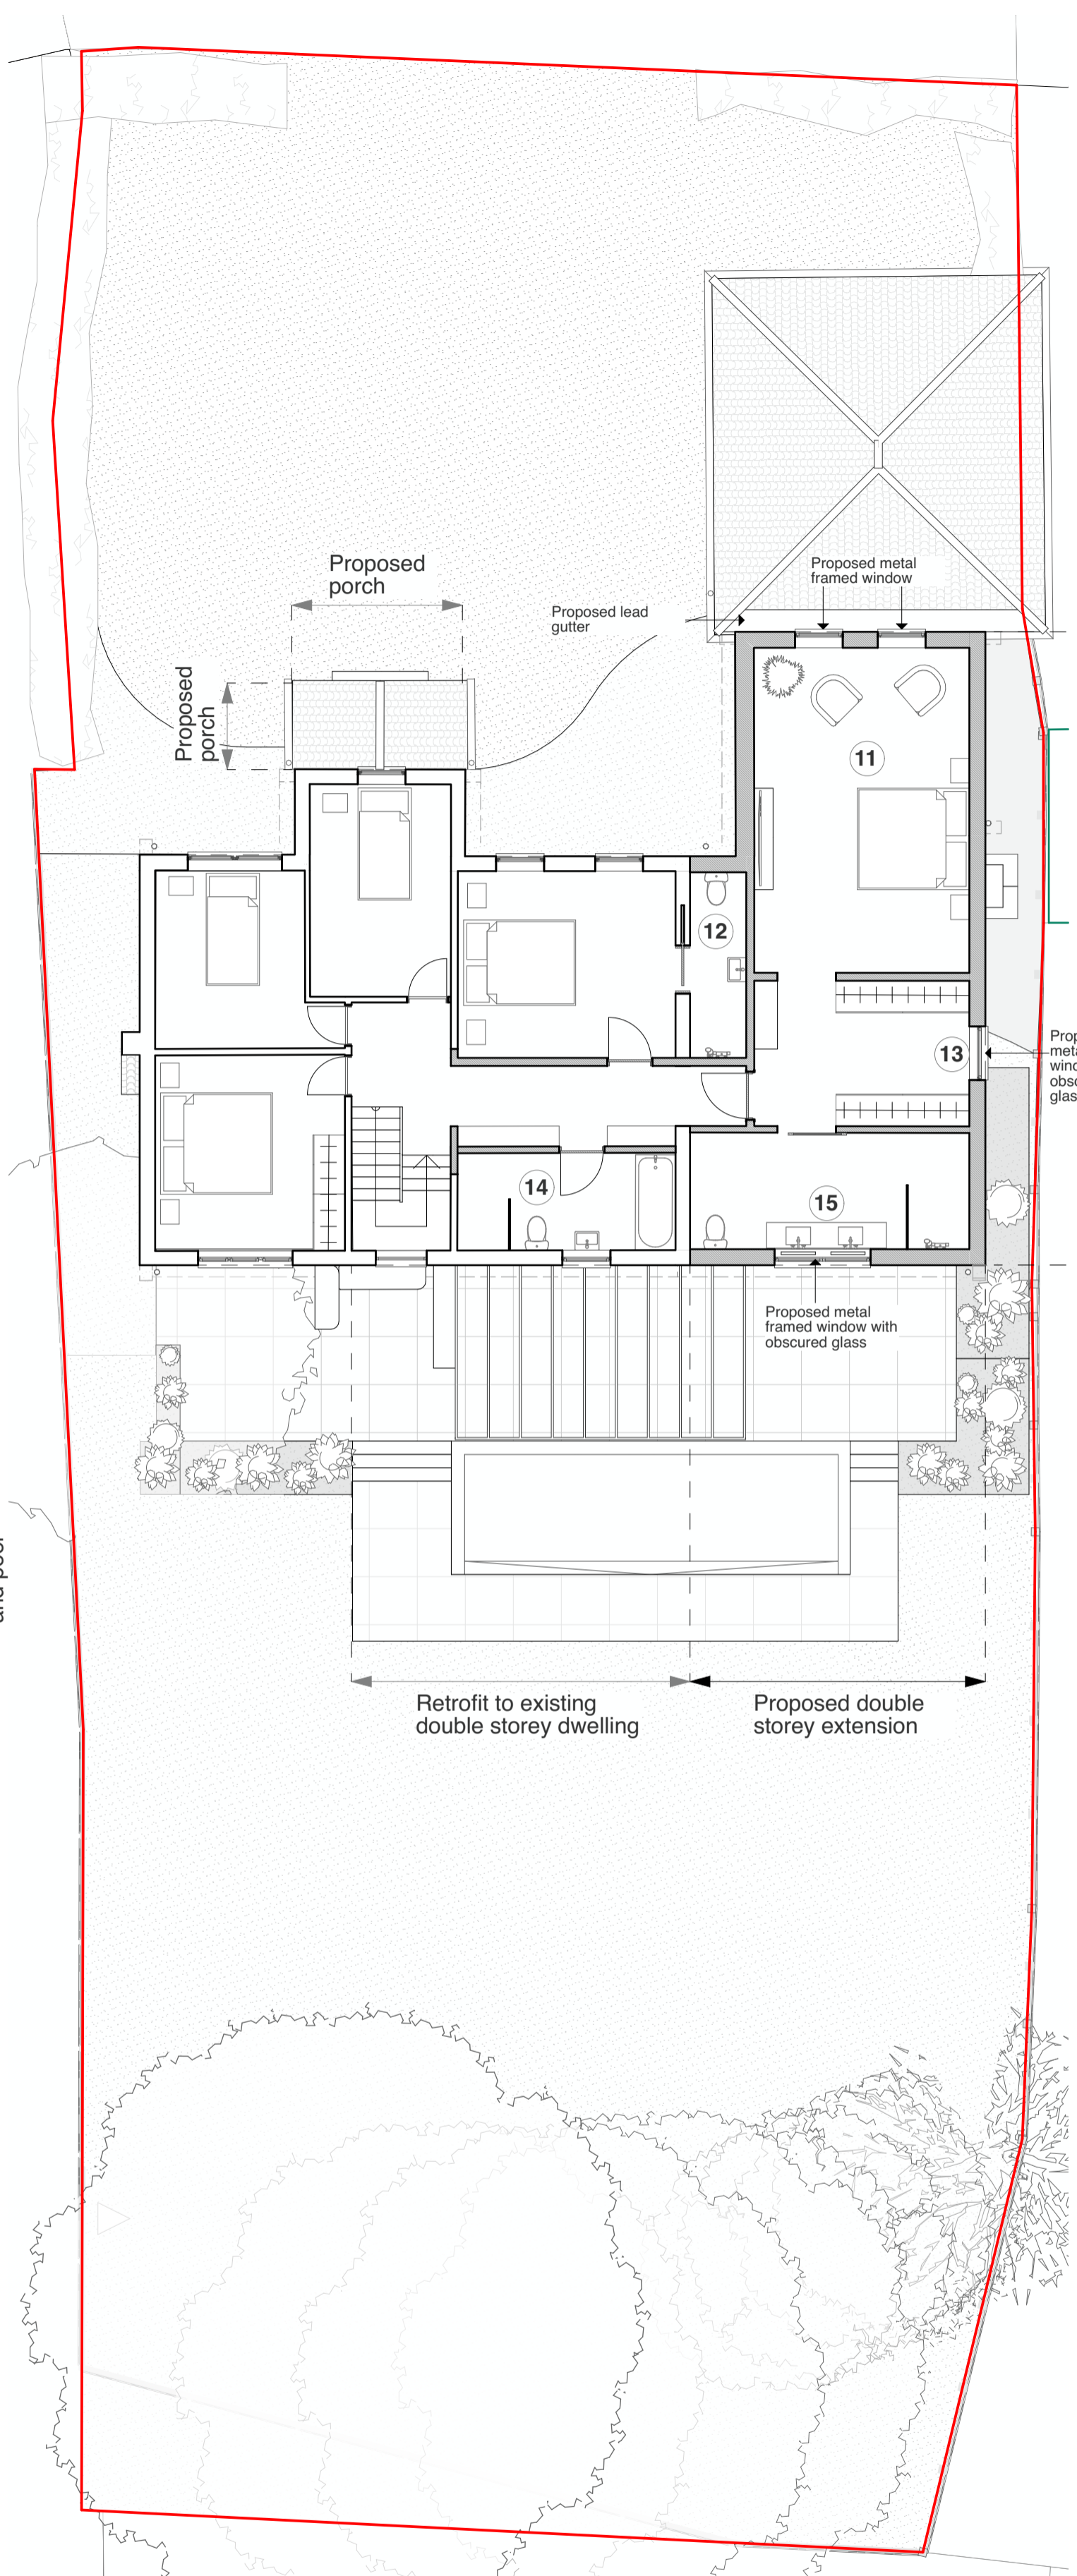 Proposed
porch
Proposed metal
framed window
Proposed lead
gutter
Proposed
porch
11
12
13
14
15
Proposed metal
framed window with
obscured glass
Retrofit to existing
double storey dwelling
Proposed double
storey extension